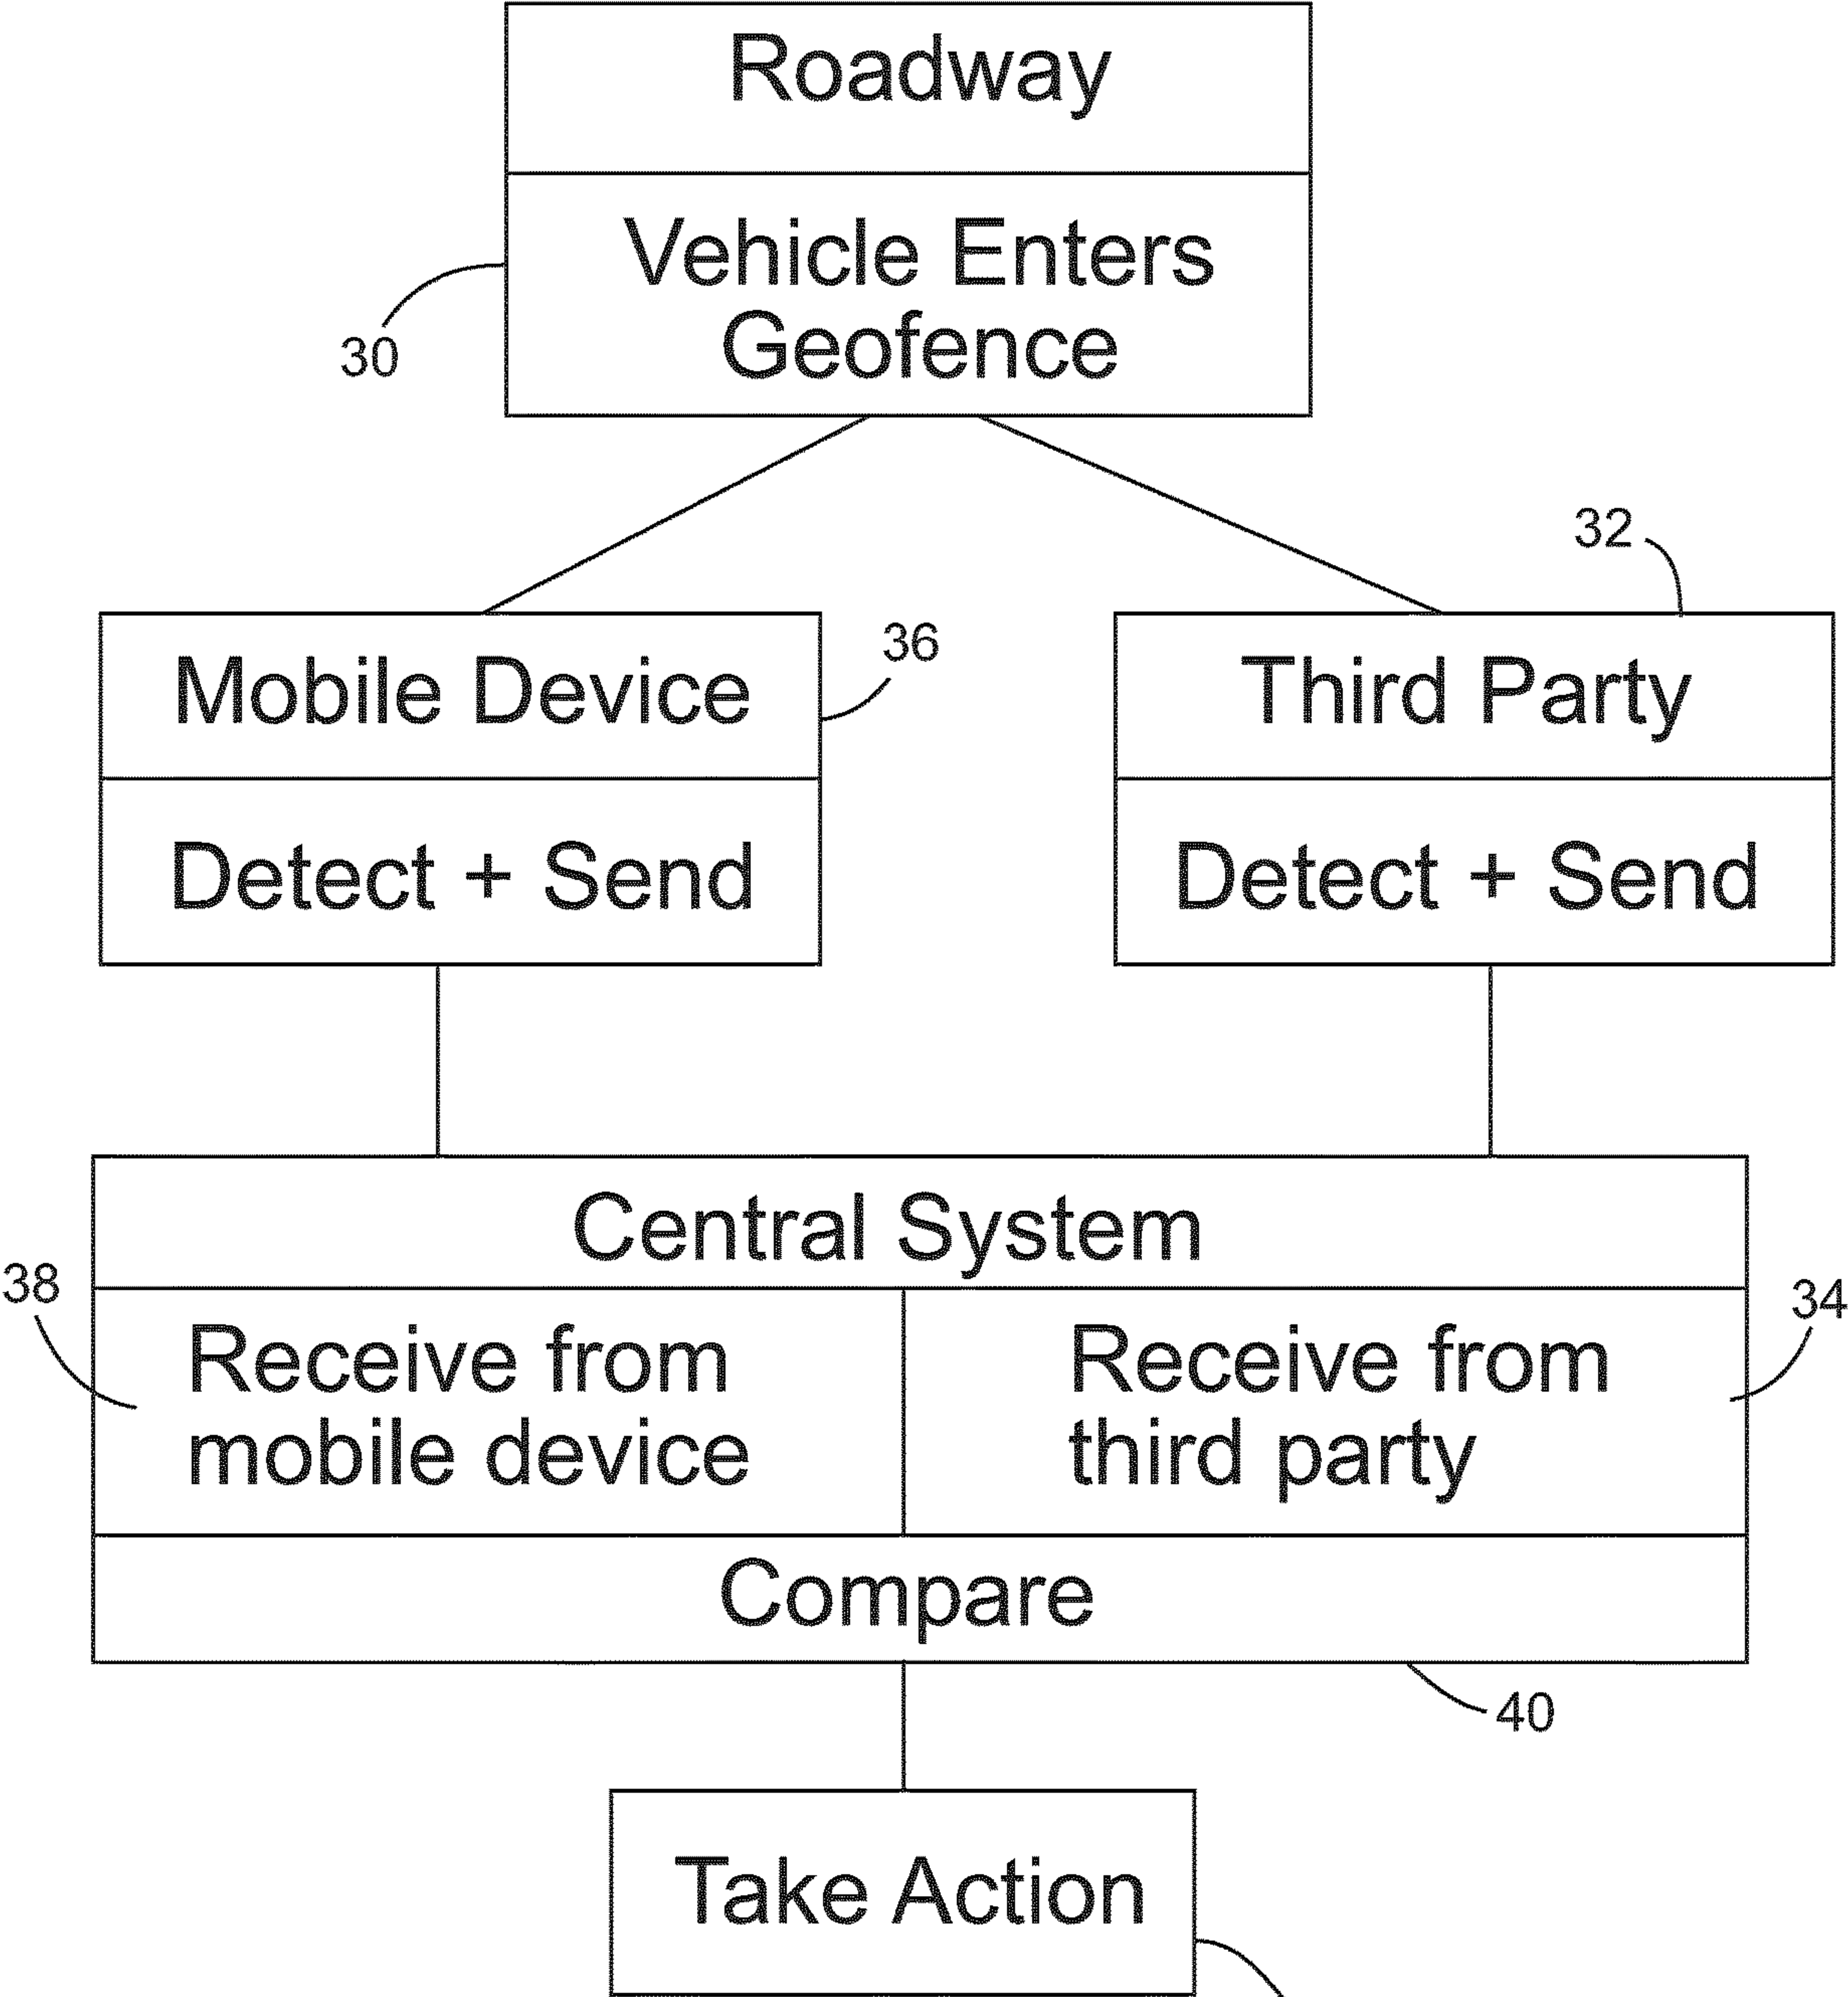 Roadway
Vehicle Enters
Geofence
30
32
Mobile Device
36
Third Party
Detect + Send
Detect + Send
Central System
38
Receive from
mobile device
Receive from
third party
34
Compare
40
Take Action